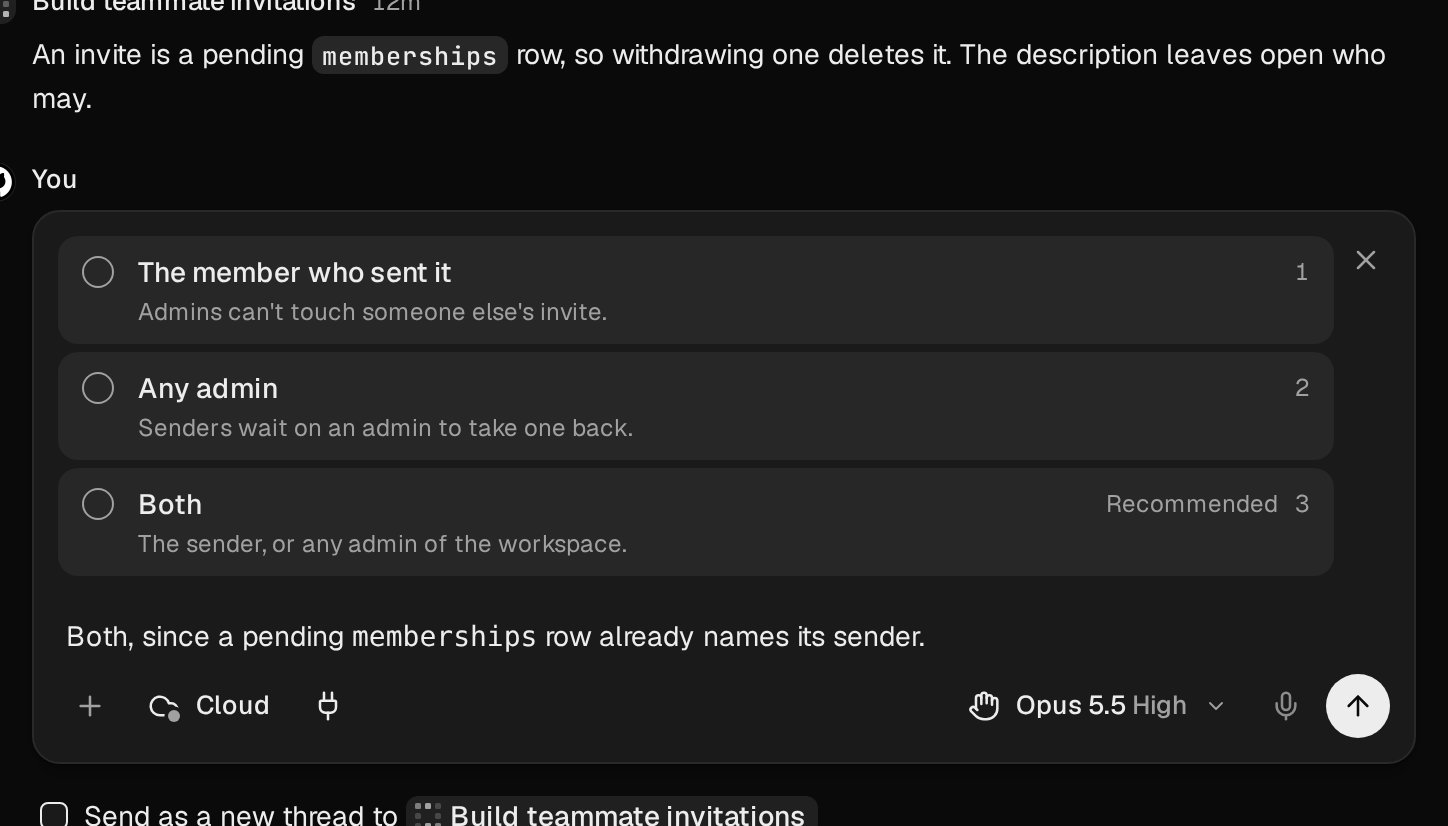 Build teammate invitations 12m
An invite is a pending memberships row, so withdrawing one deletes it. The description leaves open who
may.
You
The member who sent it 1
Admins can't touch someone else's invite.
Any admin 2
Senders wait on an admin to take one back.
Both Recommended 3
The sender, or any admin of the workspace.
Both, since a pending memberships row already names its sender.
Cloud Opus 5.5 High
Send as a new thread to Build teammate invitations